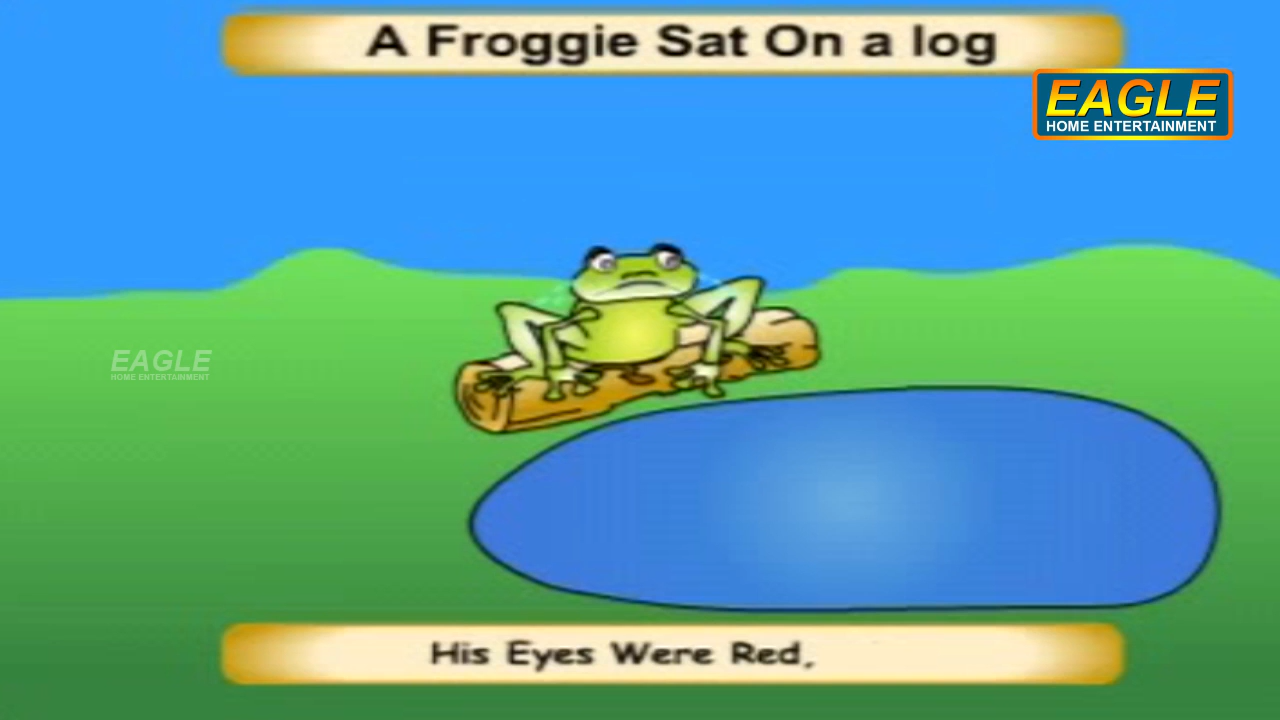 A Froggie Sat On a log
EAGLE
HOME ENTERTAINMENT
EAGLE
HOME ENTERTAINMENT
His Eyes Were Red,